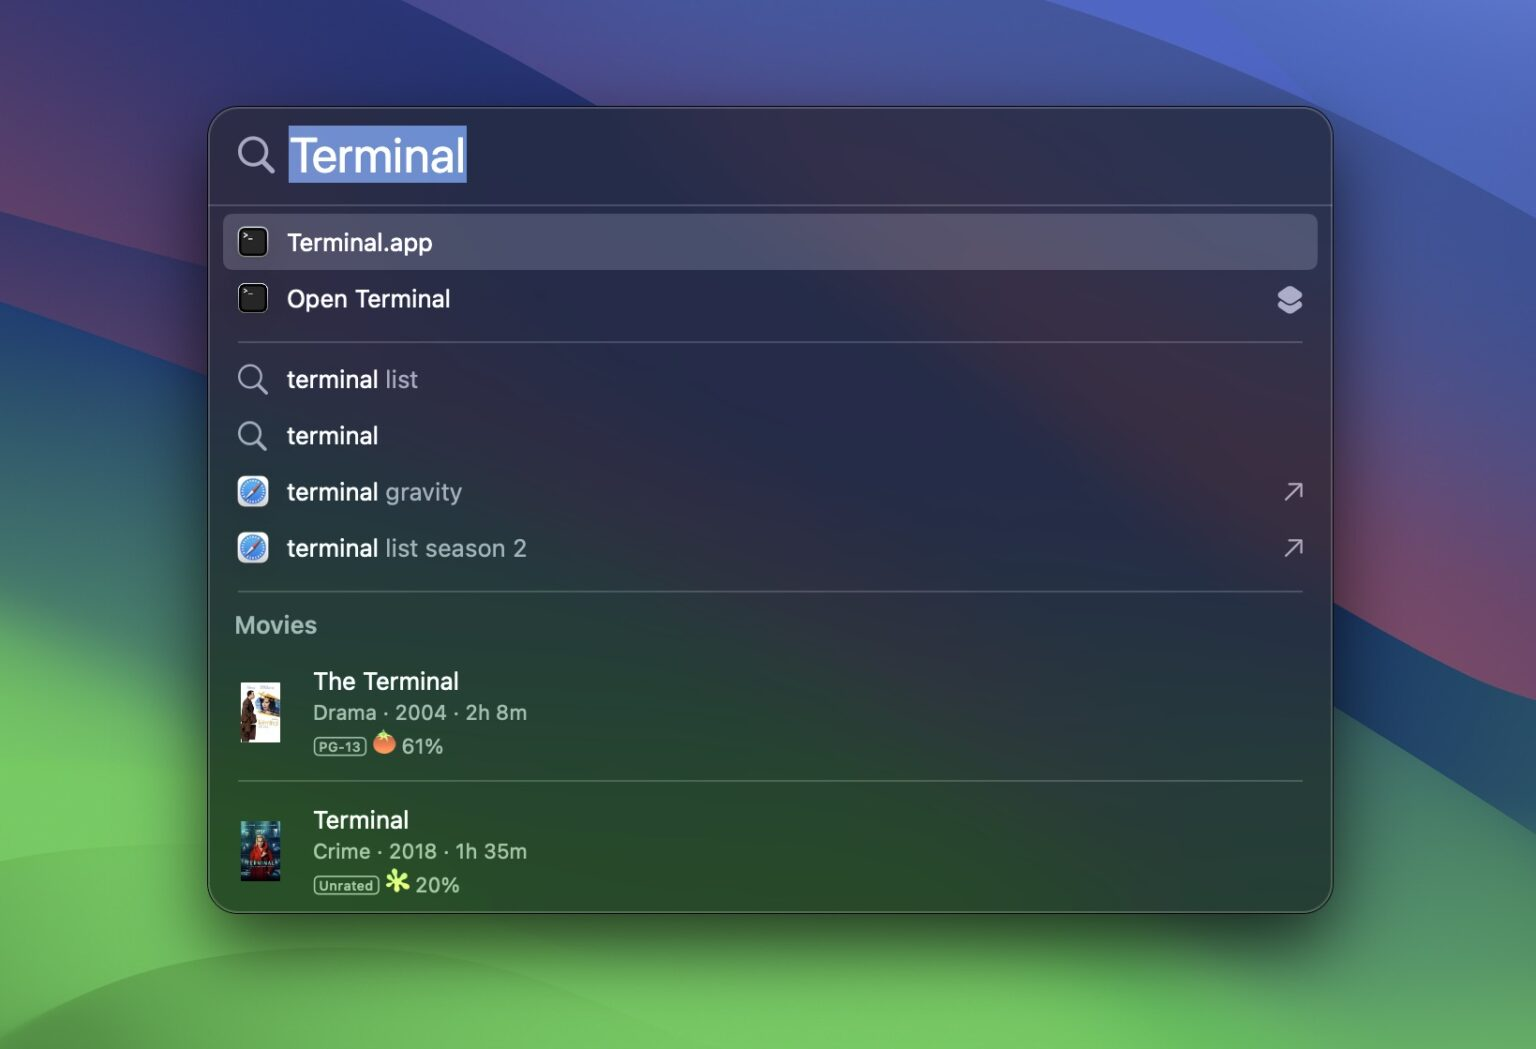 Terminal
Terminal.app
Open Terminal
terminal list
terminal
terminal gravity
terminal list season 2
Movies
The Terminal
Drama · 2004 · 2h 8m
PG-13 61%
Terminal
Crime · 2018 · 1h 35m
Unrated 20%